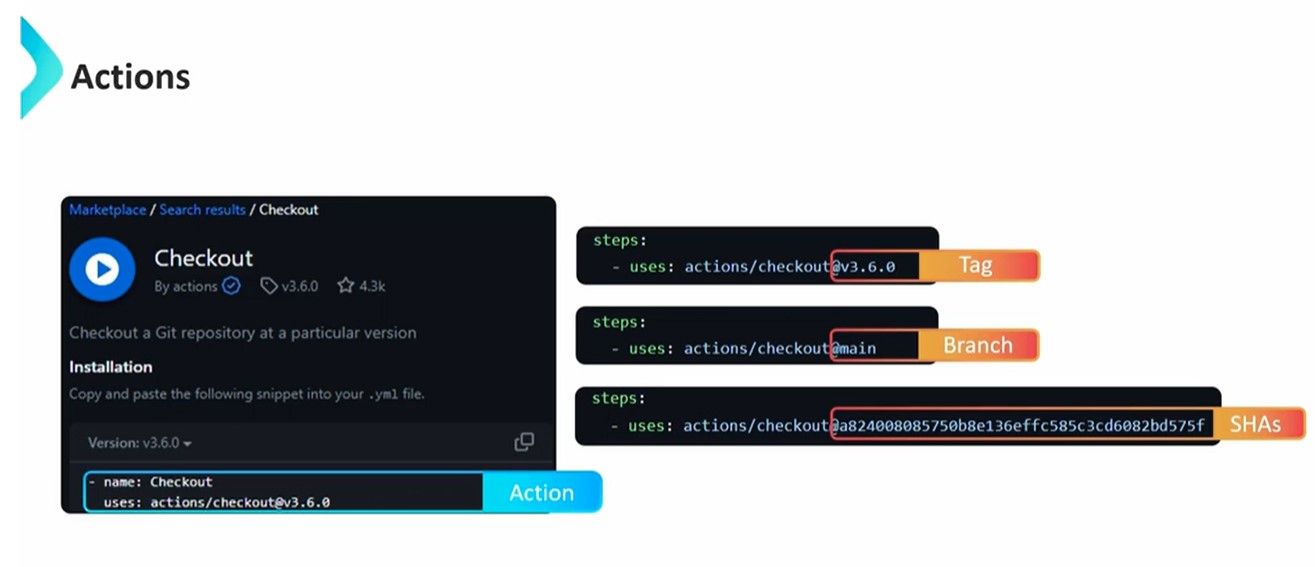 Actions
Marketplace / Search results / Checkout
Checkout
By actions v3.6.0 4.3k
Checkout a Git repository at a particular version
Installation
Copy and paste the following snippet into your .yml file.
Version: v3.6.0
- name: Checkout
uses: actions/checkout@v3.6.0
Action
steps:
- uses: actions/checkout@v3.6.0
Tag
steps:
- uses: actions/checkout@main
Branch
steps:
- uses: actions/checkout@a824008085750b8e136effc585c3cd6082bd575f
SHAs